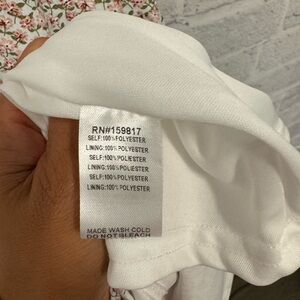 RN#159817
SELF:100%POLYESTER
LINING:100%POLYESTER
SELF:100%POLYESTER
LINING:100%POLYESTER
SELF:100%POLYESTER
LINING:100%POLYESTER
MADE WASH COLD
DO NOT BLEACH